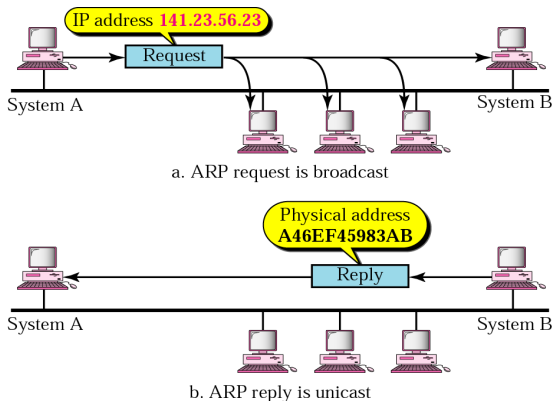 IP address 141.23.56.23
Request
System A
System B
a. ARP request is broadcast
Physical address
A46EF45983AB
Reply
System A
System B
b. ARP reply is unicast